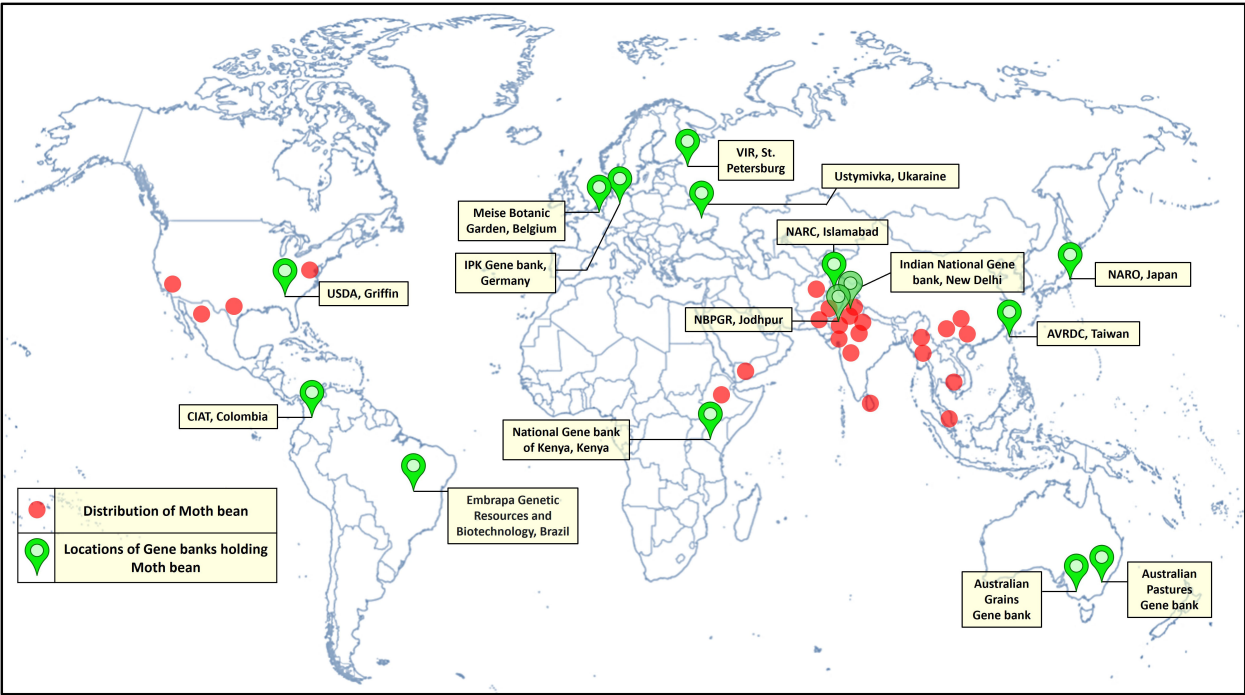 VIR, St.
Petersburg
Ustymivka, Ukaraine
Meise Botanic
Garden, Belgium
NARC, Islamabad
IPK Gene bank,
Germany
Indian National Gene
bank, New Delhi
NARO, Japan
USDA, Griffin
NBPGR, Jodhpur
AVRDC, Taiwan
CIAT, Colombia
National Gene bank
of Kenya, Kenya
Embrapa Genetic
Resources and
Biotechnology, Brazil
Distribution of Moth bean
Locations of Gene banks holding
Moth bean
Australian
Grains
Gene bank
Australian
Pastures
Gene bank